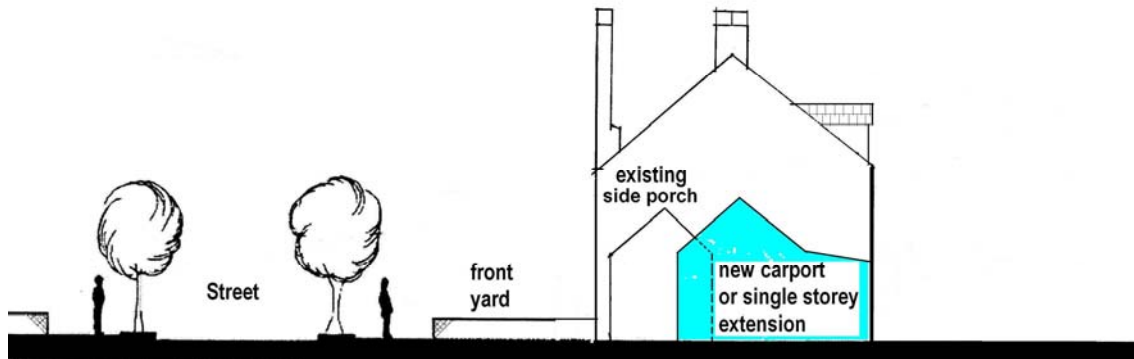 Street
front
yard
existing
side porch
new carport
or single storey
extension